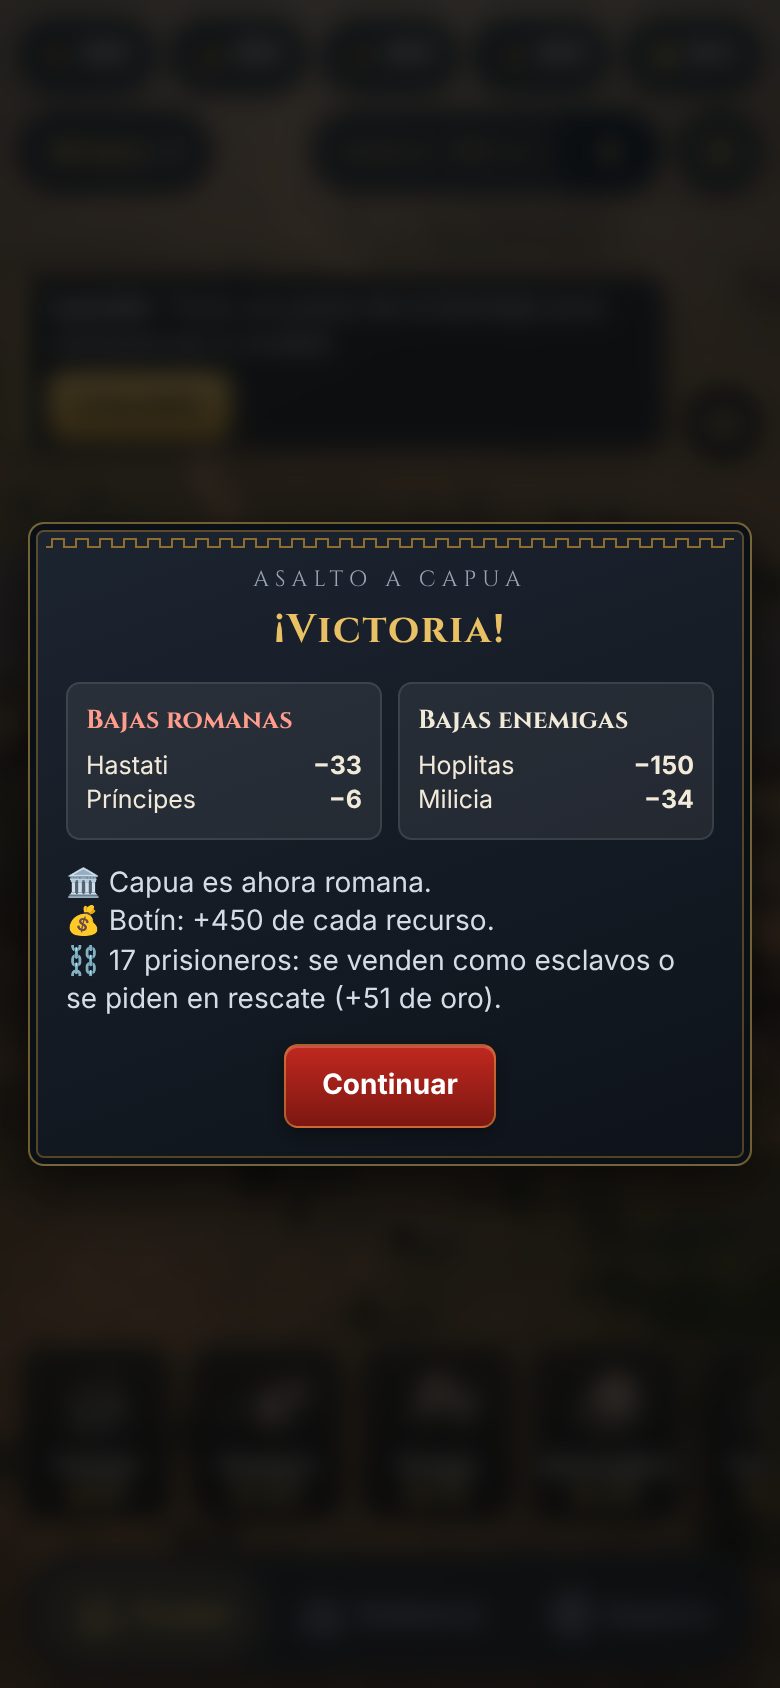 ASALTO A CAPUA
¡VICTORIA!
BAJAS ROMANAS
Hastati −33
Príncipes −6
BAJAS ENEMIGAS
Hoplitas −150
Milicia −34
🏛️ Capua es ahora romana.
💰 Botín: +450 de cada recurso.
⛓️ 17 prisioneros: se venden como esclavos o
se piden en rescate (+51 de oro).
Continuar